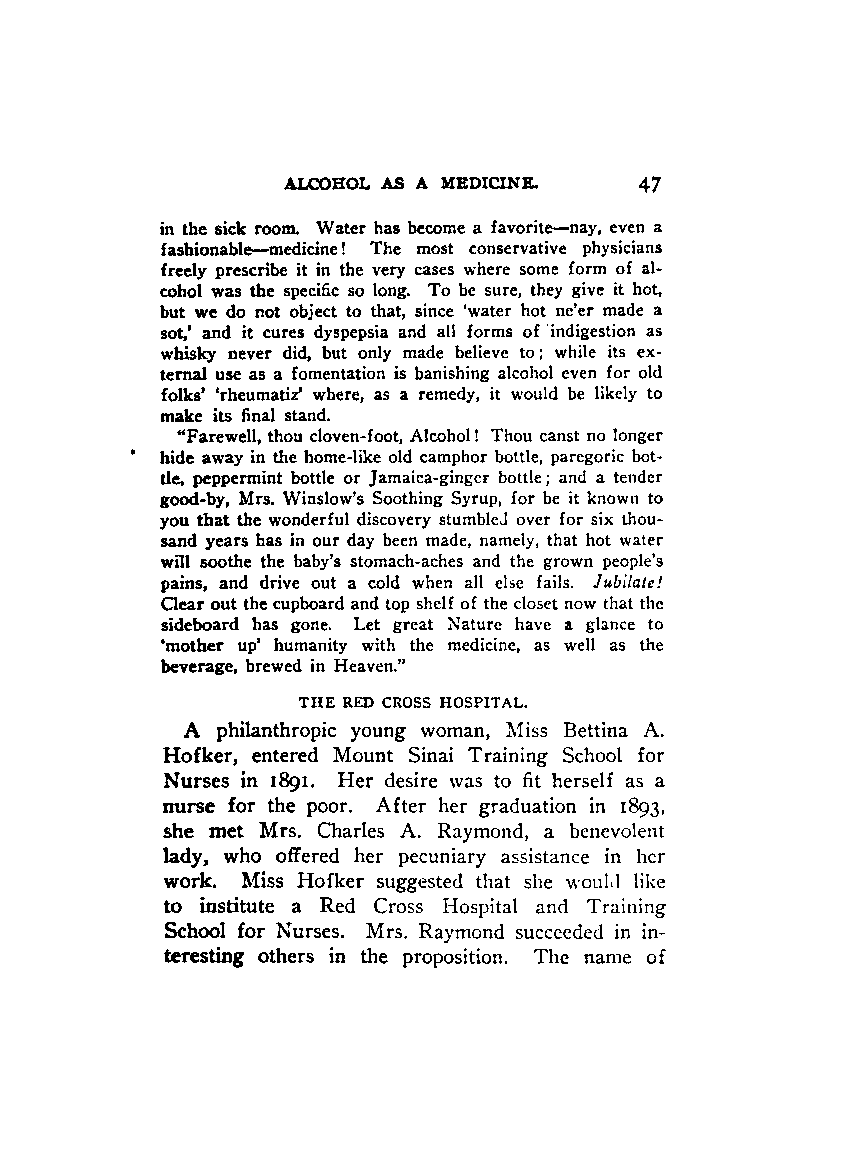 ALCOHOL AS A MEDICINE. 47
in the sick room. Water has become a favorite—nay, even a
fashionable—medicine! The most conservative physicians
freely prescribe it in the very cases where some form of al-
cohol was the specific so long. To be sure, they give it hot,
but we do not object to that, since 'water hot ne'er made a
sot,' and it cures dyspepsia and all forms of indigestion as
whisky never did, but only made believe to; while its ex-
ternal use as a fomentation is banishing alcohol even for old
folks' 'rheumatiz' where, as a remedy, it would be likely to
make its final stand.
"Farewell, thou cloven-foot, Alcohol! Thou canst no longer
hide away in the home-like old camphor bottle, paregoric bot-
tle, peppermint bottle or Jamaica-ginger bottle; and a tender
good-by, Mrs. Winslow's Soothing Syrup, for be it known to
you that the wonderful discovery stumbled over for six thou-
sand years has in our day been made, namely, that hot water
will soothe the baby's stomach-aches and the grown people's
pains, and drive out a cold when all else fails. Jubilate!
Clear out the cupboard and top shelf of the closet now that the
sideboard has gone. Let great Nature have a glance to
'mother up' humanity with the medicine, as well as the
beverage, brewed in Heaven."
THE RED CROSS HOSPITAL.
A philanthropic young woman, Miss Bettina A.
Hofker, entered Mount Sinai Training School for
Nurses in 1891. Her desire was to fit herself as a
nurse for the poor. After her graduation in 1893,
she met Mrs. Charles A. Raymond, a benevolent
lady, who offered her pecuniary assistance in her
work. Miss Hofker suggested that she would like
to institute a Red Cross Hospital and Training
School for Nurses. Mrs. Raymond succeeded in in-
teresting others in the proposition. The name of